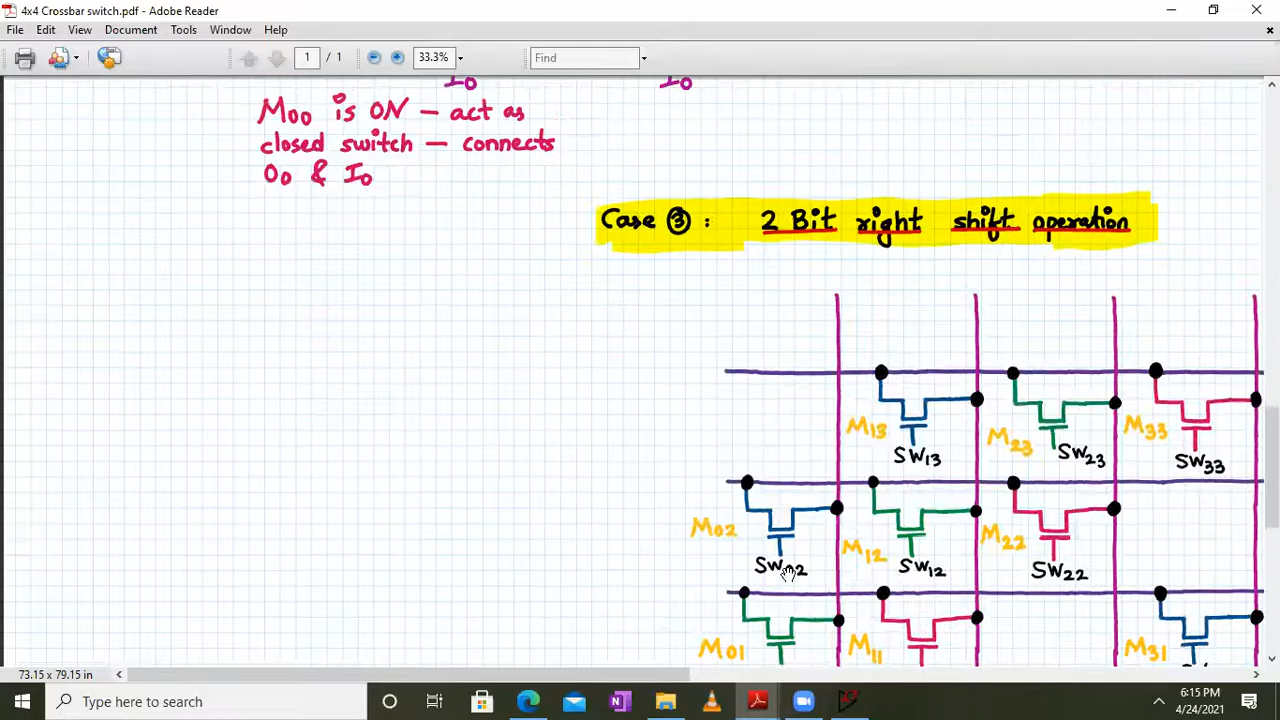 4x4 Crossbar switch.pdf - Adobe Reader
File Edit View Document Tools Window Help
1 / 1 33.3% Find
I0 I0
M00 is ON — act as
closed switch — connects
O0 & I0
Case ③ : 2 Bit right shift operation
M13 M23 M33
SW13 SW23 SW33
M02 M12 M22
SW02 SW12 SW22
M01 M11 M31
73.15 x 79.15 in
Type here to search
6:15 PM
4/24/2021